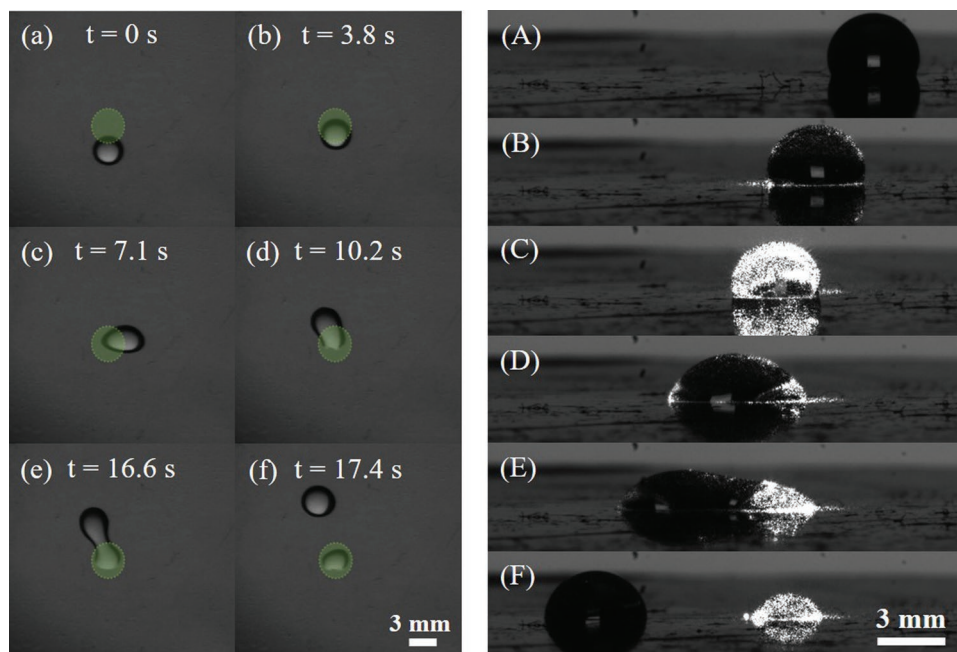 (a) t = 0 s
(b) t = 3.8 s
(c) t = 7.1 s
(d) t = 10.2 s
(e) t = 16.6 s
(f) t = 17.4 s
3 mm
(A)
(B)
(C)
(D)
(E)
(F)
3 mm